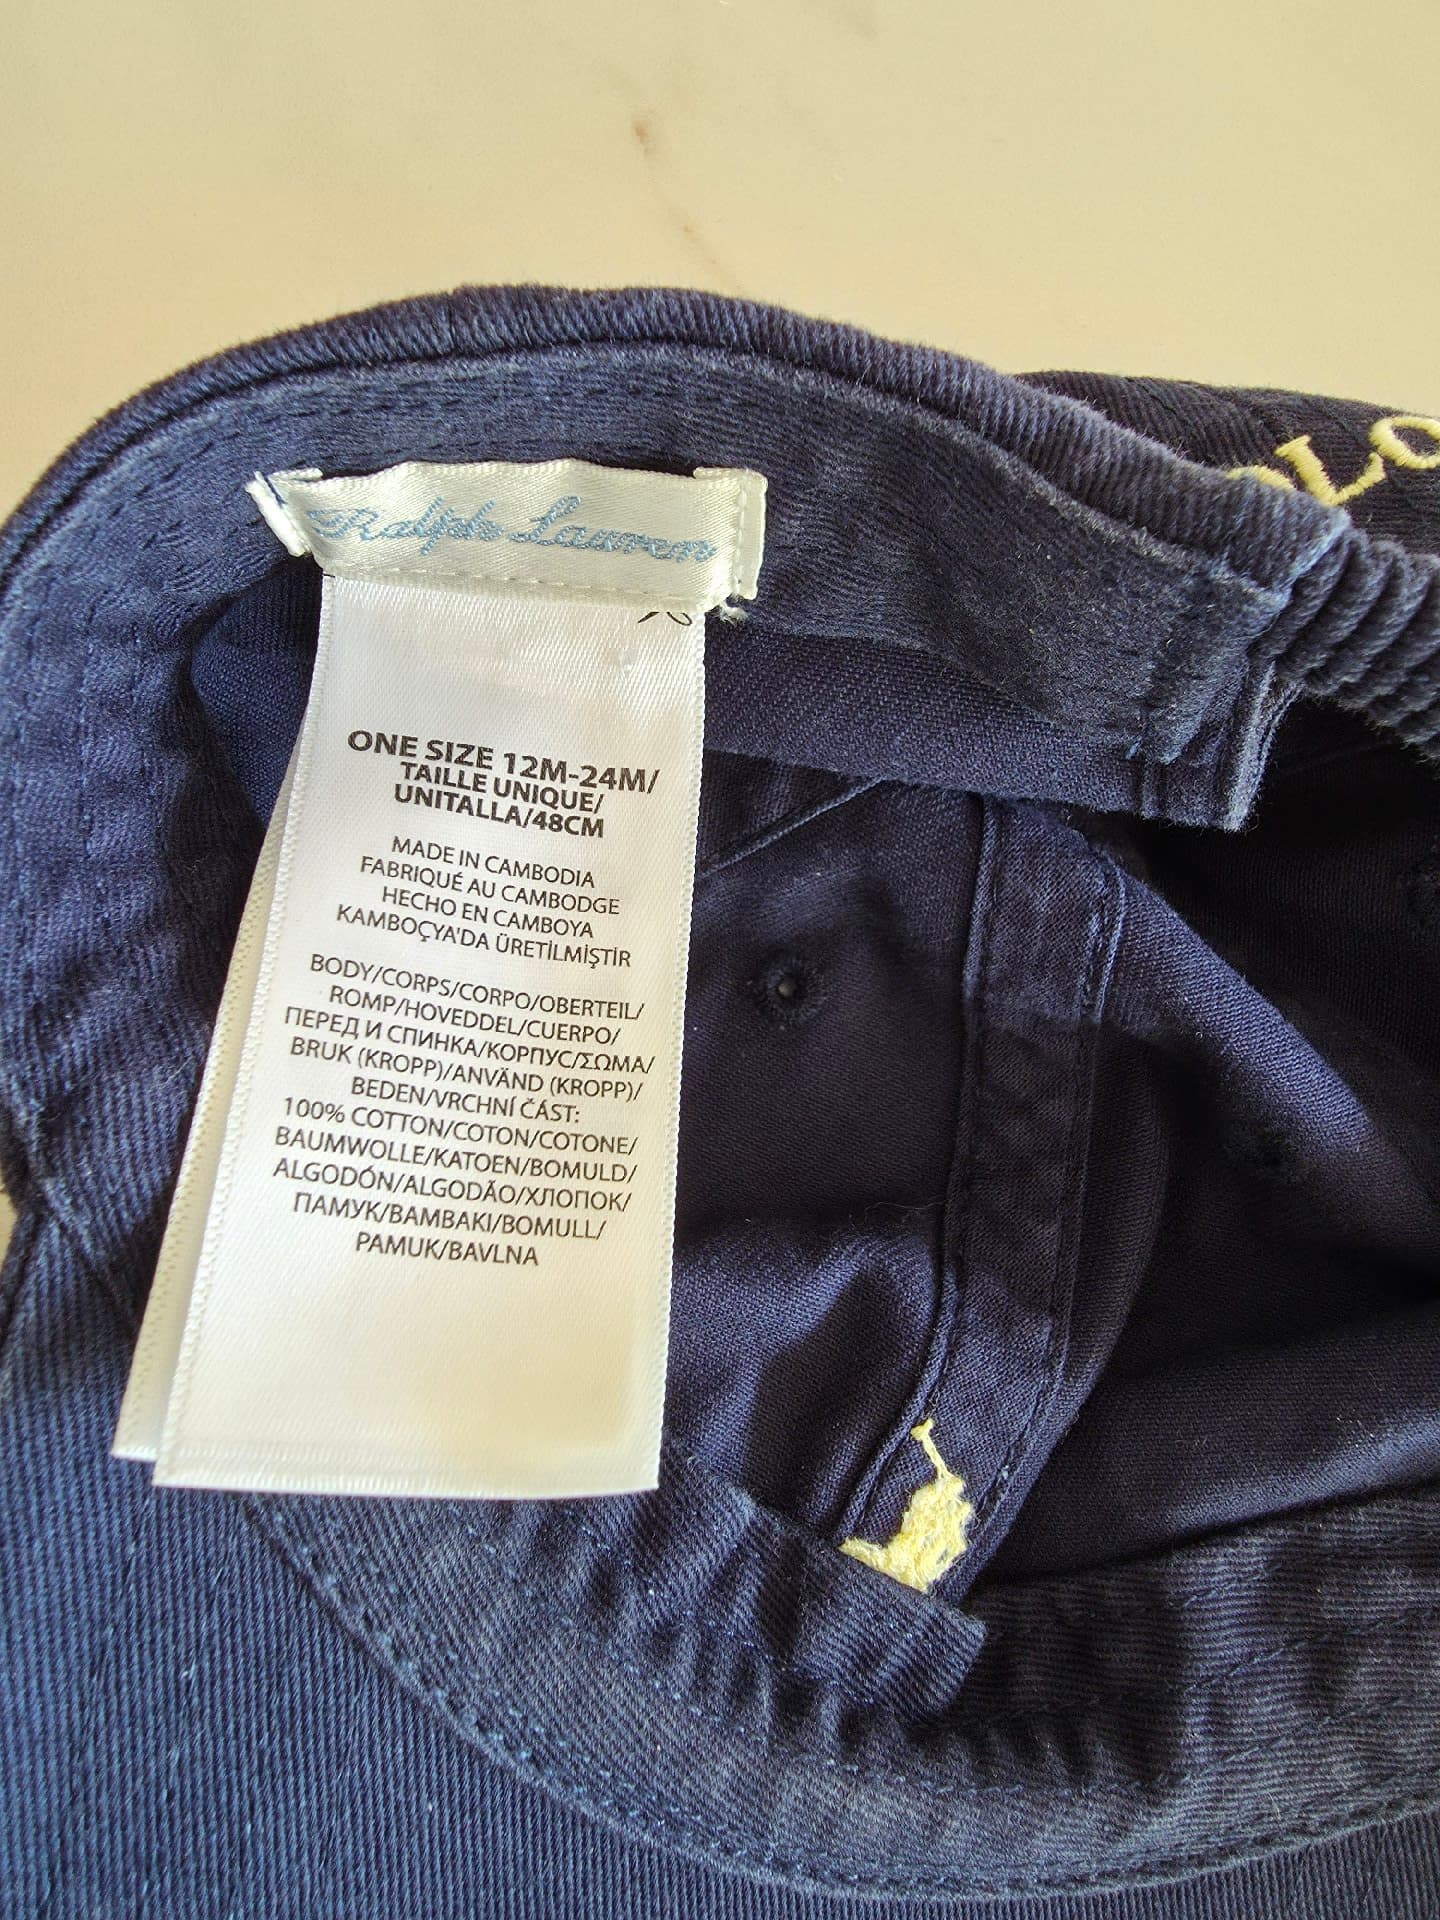 Ralph Lauren
ONE SIZE 12M-24M/
TAILLE UNIQUE/
UNITALLA/48CM
MADE IN CAMBODIA
FABRIQUÉ AU CAMBODGE
HECHO EN CAMBOYA
KAMBOÇYA'DA ÜRETİLMİŞTİR
BODY/CORPS/CORPO/OBERTEIL/
ROMP/HOVEDDEL/CUERPO/
ПЕРЕД И СПИНКА/КОРПУС/ΣΩΜΑ/
BRUK (KROPP)/ANVÄND (KROPP)/
BEDEN/VRCHNÍ ČÁST:
100% COTTON/COTON/COTONE/
BAUMWOLLE/KATOEN/BOMULD/
ALGODÓN/ALGODÃO/ХЛОПОК/
ПАМУК/ΒΑΜΒΑΚΙ/BOMULL/
PAMUK/BAVLNA
OLO